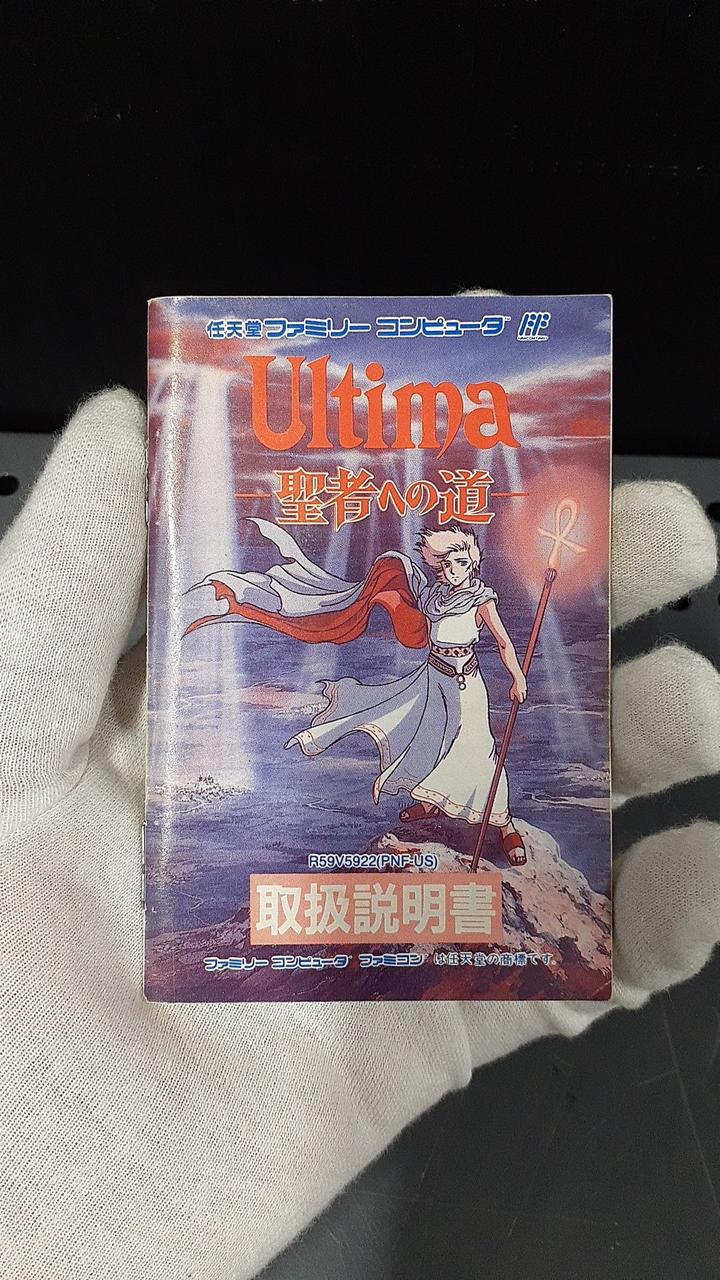 任天堂ファミリー コンピュータ™
Ultima
聖者への道
R59V5922(PNF-US)
取扱説明書
ファミリー コンピュータ® ファミコン® は任天堂の商標です。